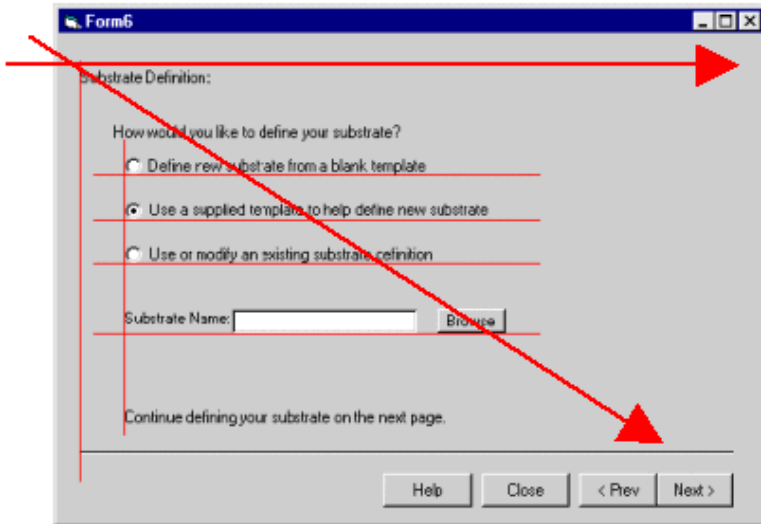 Form6
Substrate Definition:
How would you like to define your substrate?
Define new substrate from a blank template
Use a supplied template to help define new substrate
Use or modify an existing substrate definition
Substrate Name: Browse
Continue defining your substrate on the next page.
Help Close < Prev Next >